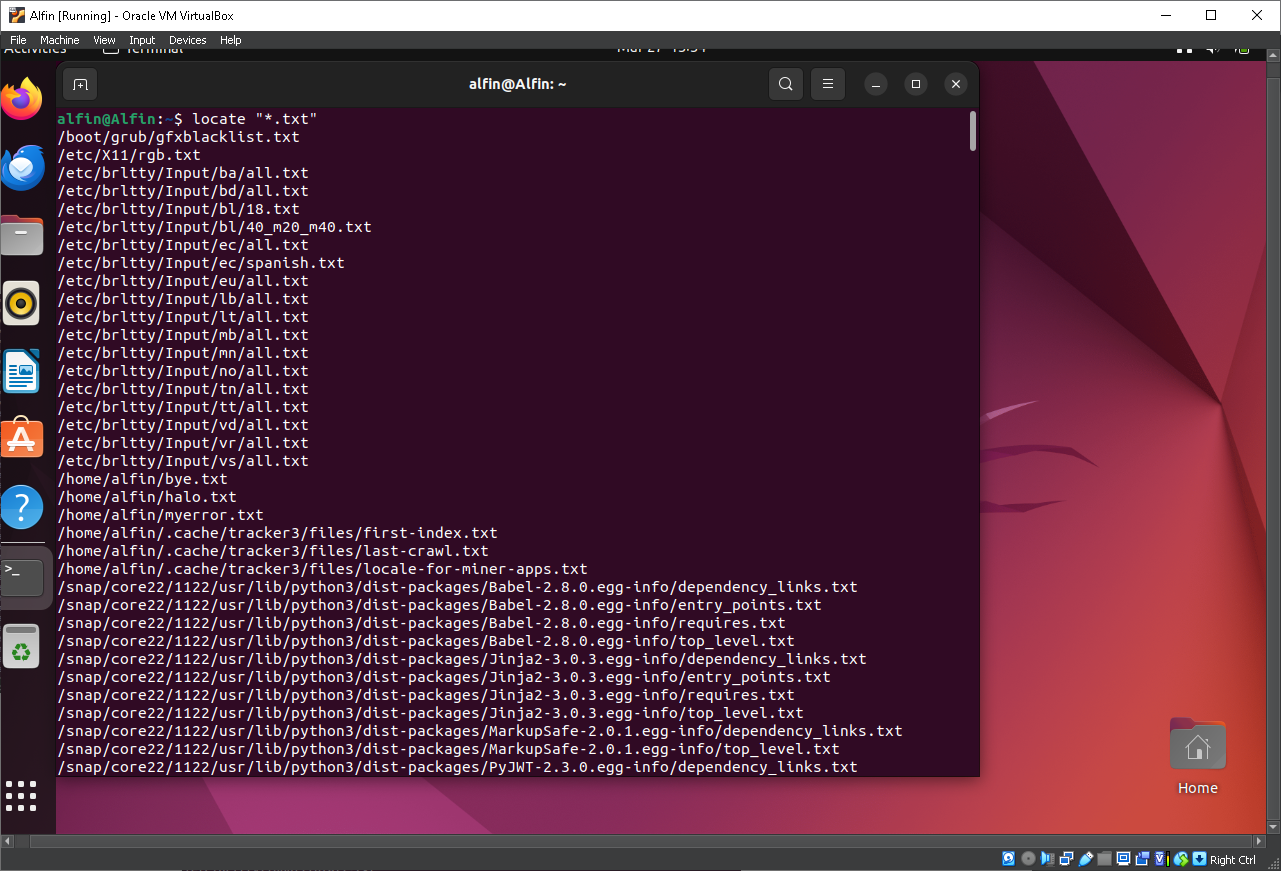 Alfin [Running] - Oracle VM VirtualBox
File Machine View Input Devices Help
Activities Terminal
alfin@Alfin: ~
alfin@Alfin:~$ locate "*.txt"
/boot/grub/gfxblacklist.txt
/etc/X11/rgb.txt
/etc/brltty/Input/ba/all.txt
/etc/brltty/Input/bd/all.txt
/etc/brltty/Input/bl/18.txt
/etc/brltty/Input/bl/40_m20_m40.txt
/etc/brltty/Input/ec/all.txt
/etc/brltty/Input/ec/spanish.txt
/etc/brltty/Input/eu/all.txt
/etc/brltty/Input/lb/all.txt
/etc/brltty/Input/lt/all.txt
/etc/brltty/Input/mb/all.txt
/etc/brltty/Input/mn/all.txt
/etc/brltty/Input/no/all.txt
/etc/brltty/Input/tn/all.txt
/etc/brltty/Input/tt/all.txt
/etc/brltty/Input/vd/all.txt
/etc/brltty/Input/vr/all.txt
/etc/brltty/Input/vs/all.txt
/home/alfin/bye.txt
/home/alfin/halo.txt
/home/alfin/myerror.txt
/home/alfin/.cache/tracker3/files/first-index.txt
/home/alfin/.cache/tracker3/files/last-crawl.txt
/home/alfin/.cache/tracker3/files/locale-for-miner-apps.txt
/snap/core22/1122/usr/lib/python3/dist-packages/Babel-2.8.0.egg-info/dependency_links.txt
/snap/core22/1122/usr/lib/python3/dist-packages/Babel-2.8.0.egg-info/entry_points.txt
/snap/core22/1122/usr/lib/python3/dist-packages/Babel-2.8.0.egg-info/requires.txt
/snap/core22/1122/usr/lib/python3/dist-packages/Babel-2.8.0.egg-info/top_level.txt
/snap/core22/1122/usr/lib/python3/dist-packages/Jinja2-3.0.3.egg-info/dependency_links.txt
/snap/core22/1122/usr/lib/python3/dist-packages/Jinja2-3.0.3.egg-info/entry_points.txt
/snap/core22/1122/usr/lib/python3/dist-packages/Jinja2-3.0.3.egg-info/requires.txt
/snap/core22/1122/usr/lib/python3/dist-packages/Jinja2-3.0.3.egg-info/top_level.txt
/snap/core22/1122/usr/lib/python3/dist-packages/MarkupSafe-2.0.1.egg-info/dependency_links.txt
/snap/core22/1122/usr/lib/python3/dist-packages/MarkupSafe-2.0.1.egg-info/top_level.txt
/snap/core22/1122/usr/lib/python3/dist-packages/PyJWT-2.3.0.egg-info/dependency_links.txt
Home
Right Ctrl